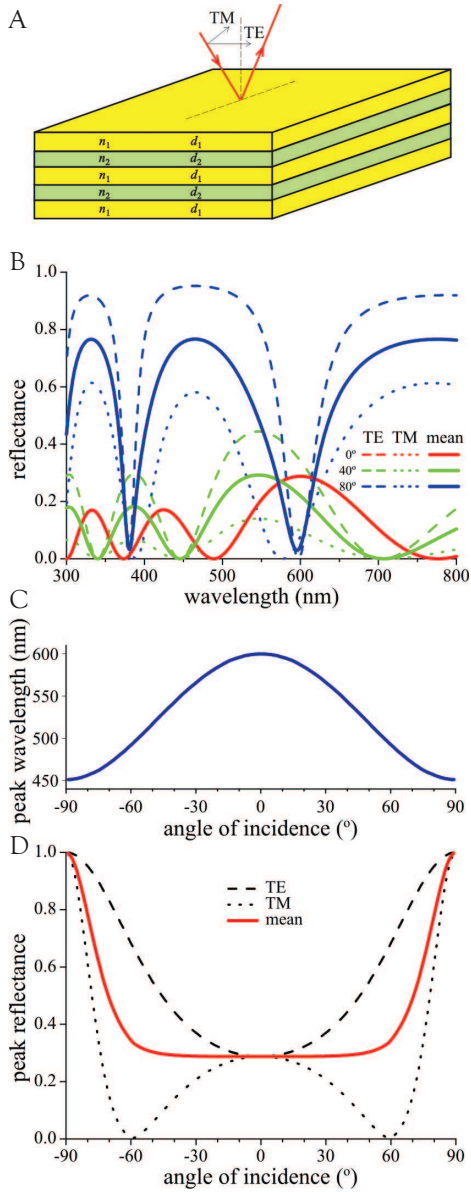 A
TM
TE
n1 d1
n2 d2
n1 d1
n2 d2
n1 d1
B
1.0
0.8
0.6
0.4
0.2
0.0
reflectance
TE TM mean
0º
40º
80º
300 400 500 600 700 800
wavelength (nm)
C
600
550
500
450
peak wavelength (nm)
-90 -60 -30 0 30 60 90
angle of incidence (º)
D
1.0
0.8
0.6
0.4
0.2
0.0
peak reflectance
TE
TM
mean
-90 -60 -30 0 30 60 90
angle of incidence (º)